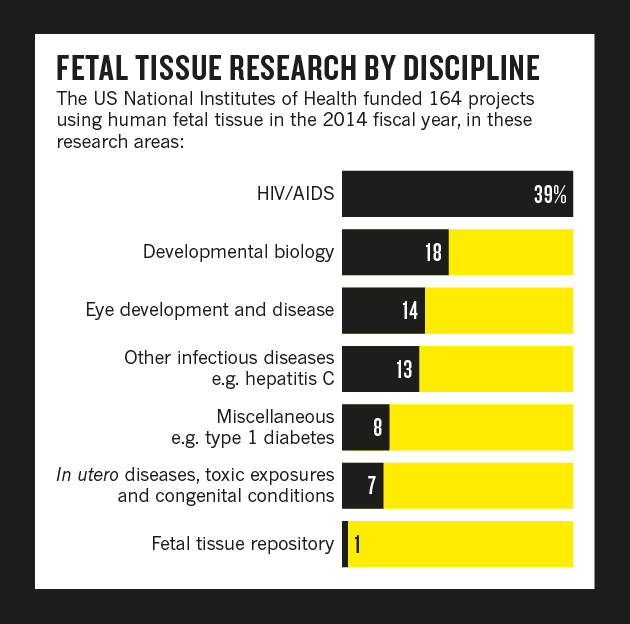 FETAL TISSUE RESEARCH BY DISCIPLINE
The US National Institutes of Health funded 164 projects
using human fetal tissue in the 2014 fiscal year, in these
research areas:
HIV/AIDS 39%
Developmental biology 18
Eye development and disease 14
Other infectious diseases
e.g. hepatitis C 13
Miscellaneous
e.g. type 1 diabetes 8
In utero diseases, toxic exposures
and congenital conditions 7
Fetal tissue repository 1